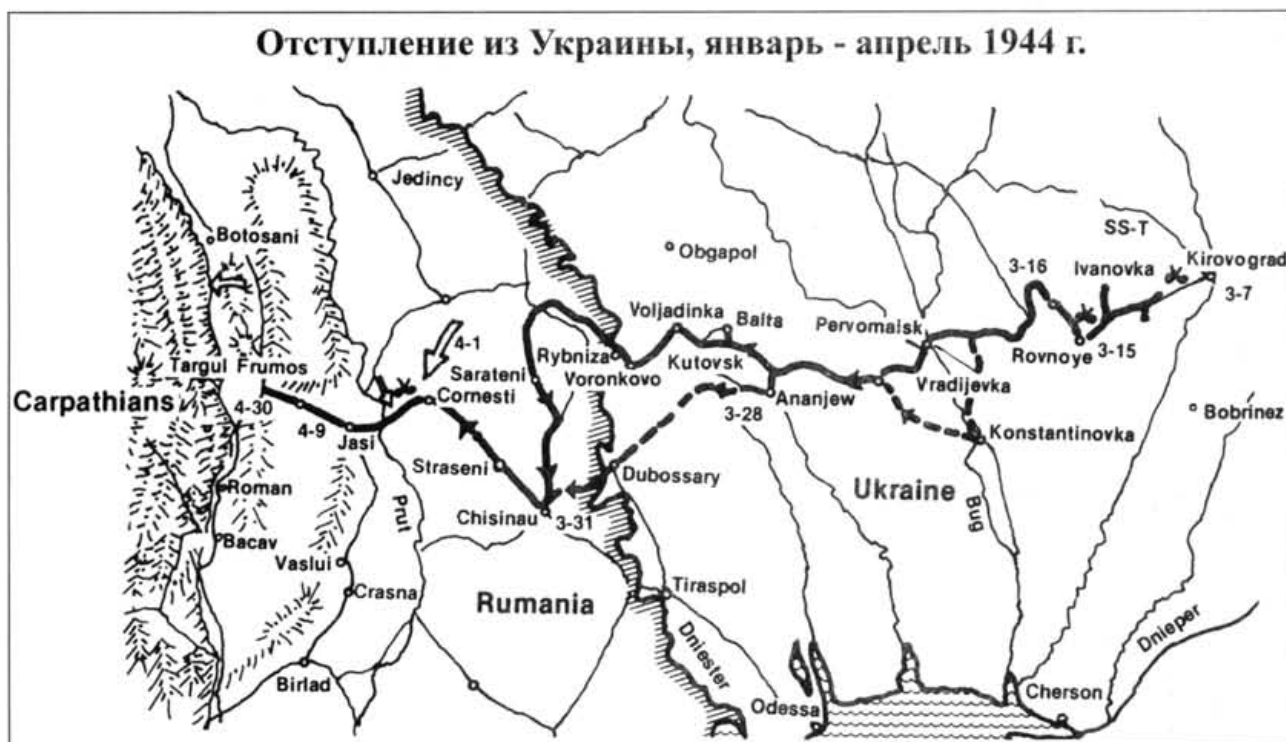 Отступление из Украины, январь - апрель 1944 г.
Jedincy
Botosani
Obgapol
SS-T
Kirovograd
3-7
3-16
Ivanovka
Voljadinka
Balta
Pervomaisk
Rovnoye
3-15
4-1
Rybniza
Kutovsk
Voronkovo
Vradijevka
Targul Frumos
Sarateni
Ananjew
Carpathians
Cornesti
3-28
Bobrinez
4-30
4-9
Jasi
Konstantinovka
Straseni
Dubossary
Roman
Prut
Ukraine
Chisinau
3-31
Bug
Bacav
Vaslui
Crasna
Rumania
Tiraspol
Dniester
Dnieper
Birlad
Odessa
Cherson